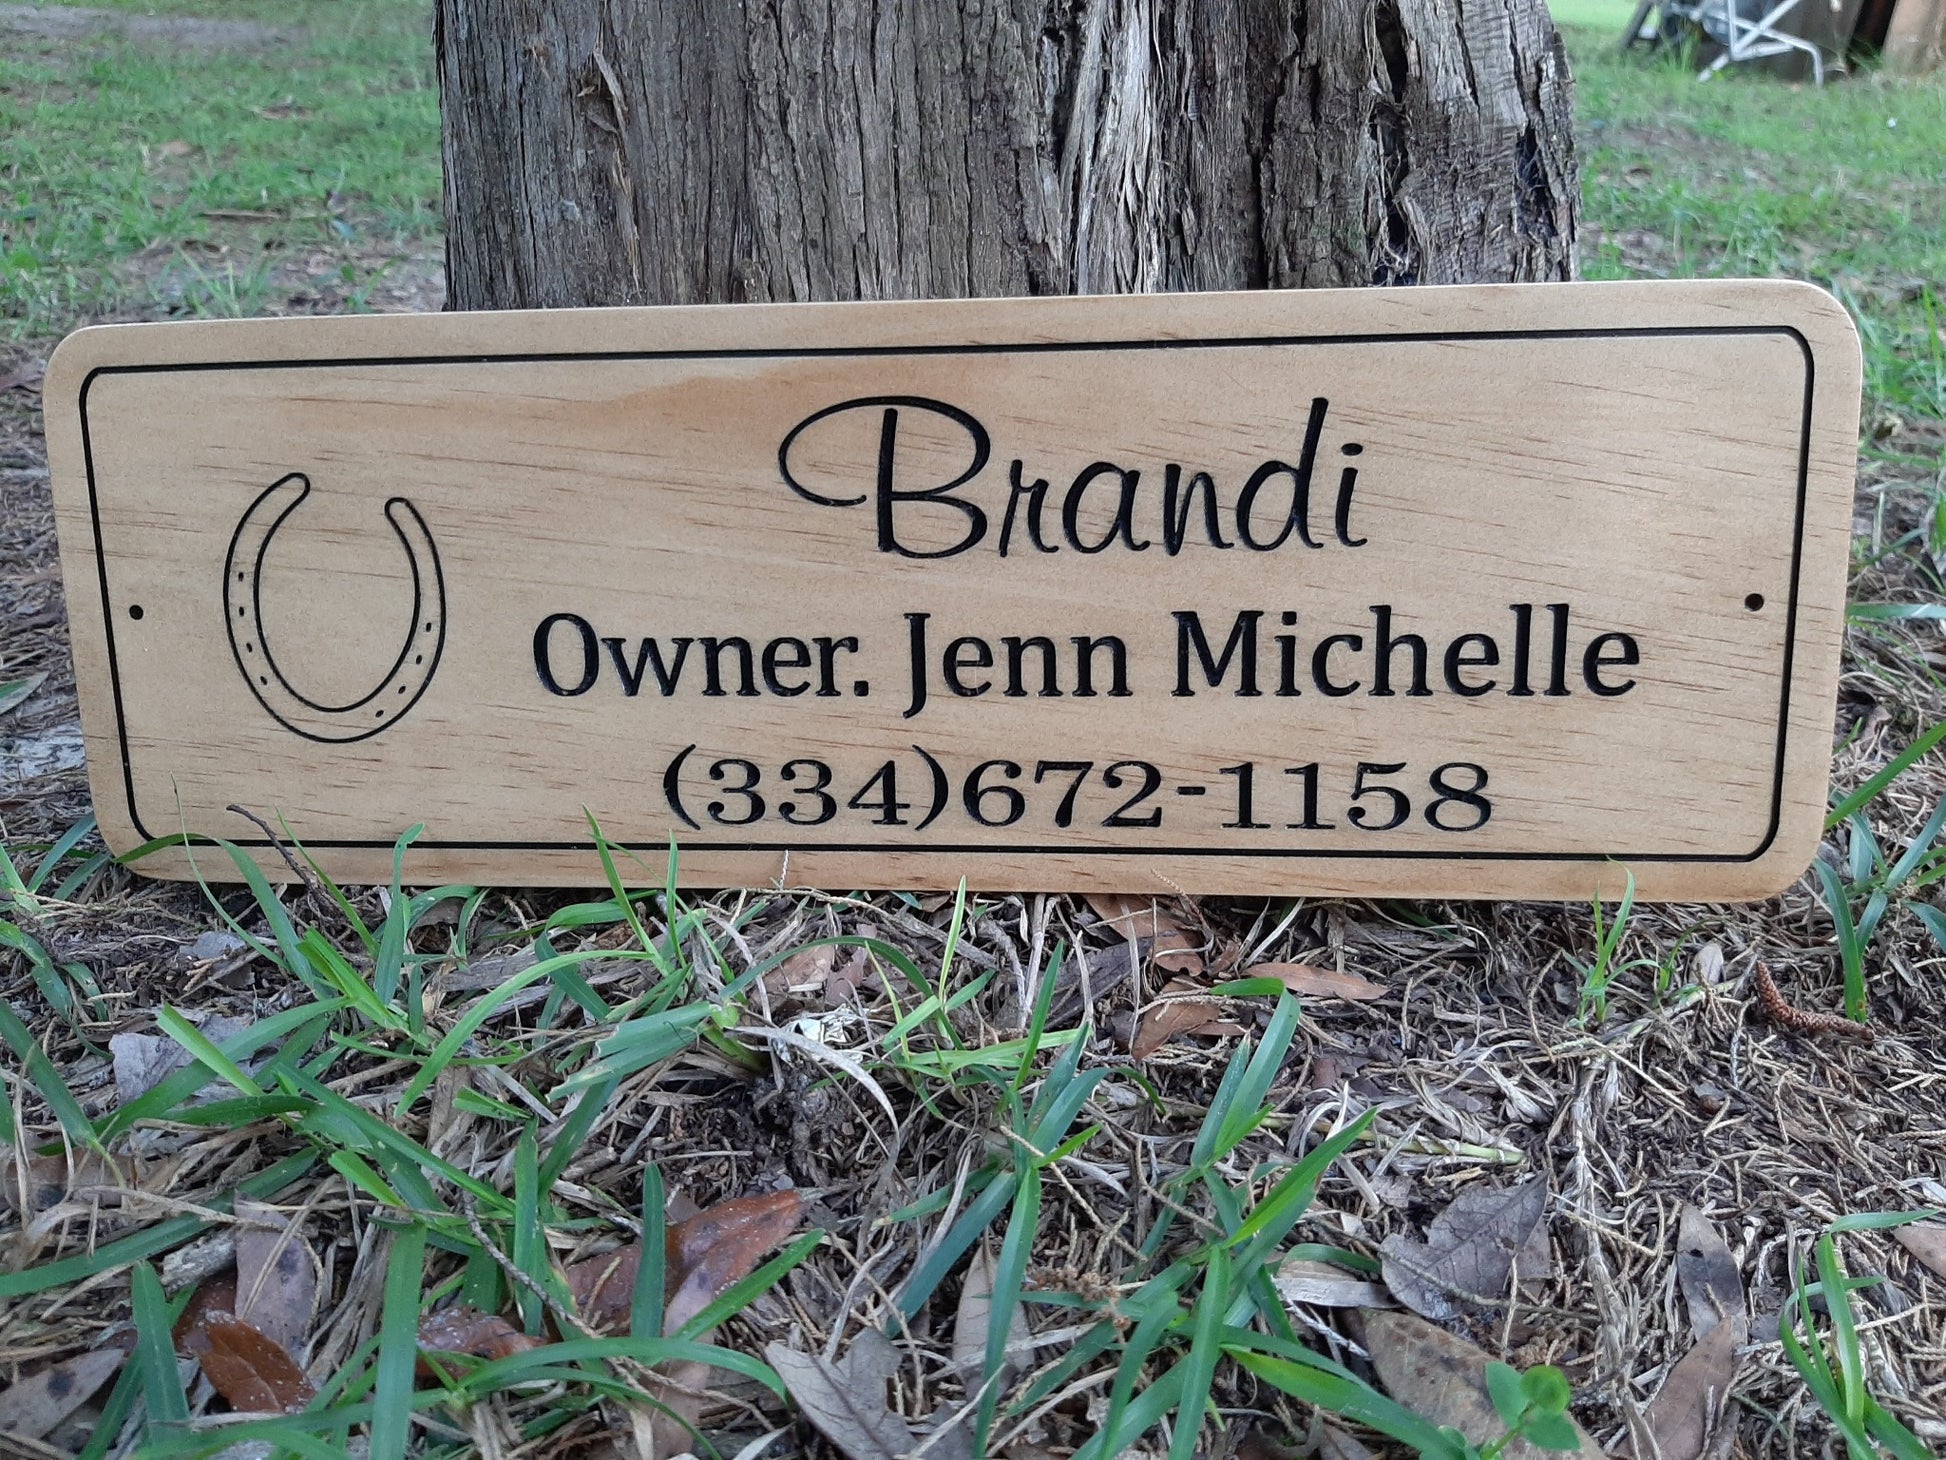 Brandi
Owner. Jenn Michelle
(334)672-1158